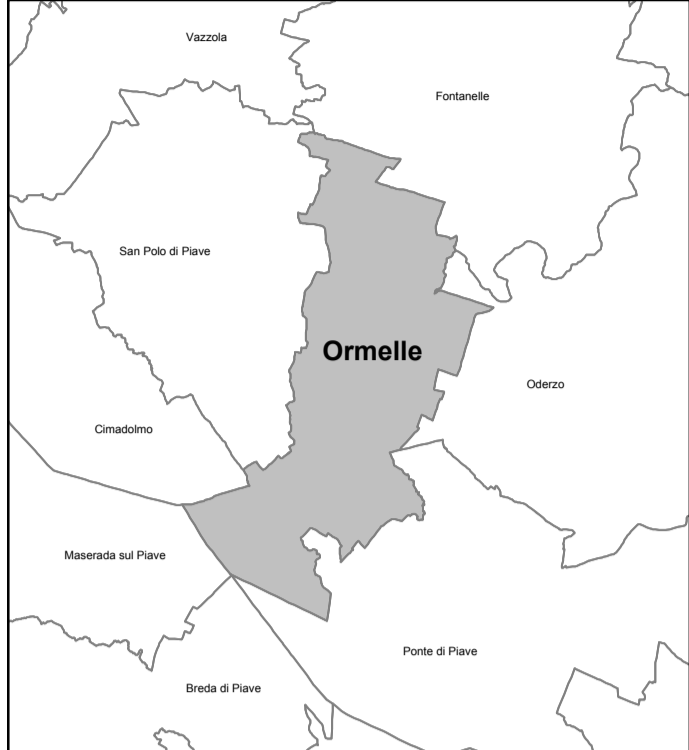 Vazzola
Fontanelle
San Polo di Piave
Ormelle
Oderzo
Cimadolmo
Maserada sul Piave
Ponte di Piave
Breda di Piave